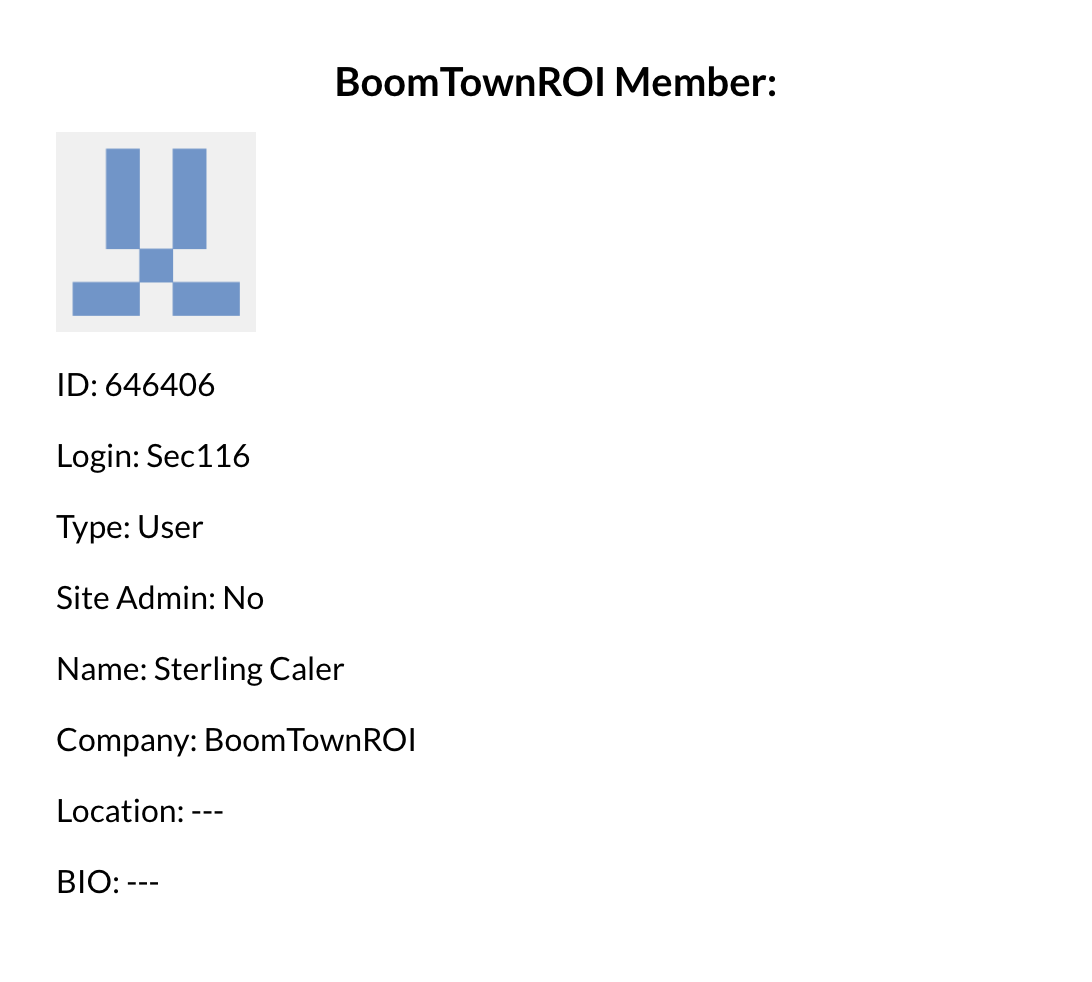 BoomTownROI Member:
ID: 646406
Login: Sec116
Type: User
Site Admin: No
Name: Sterling Caler
Company: BoomTownROI
Location: ---
BIO: ---